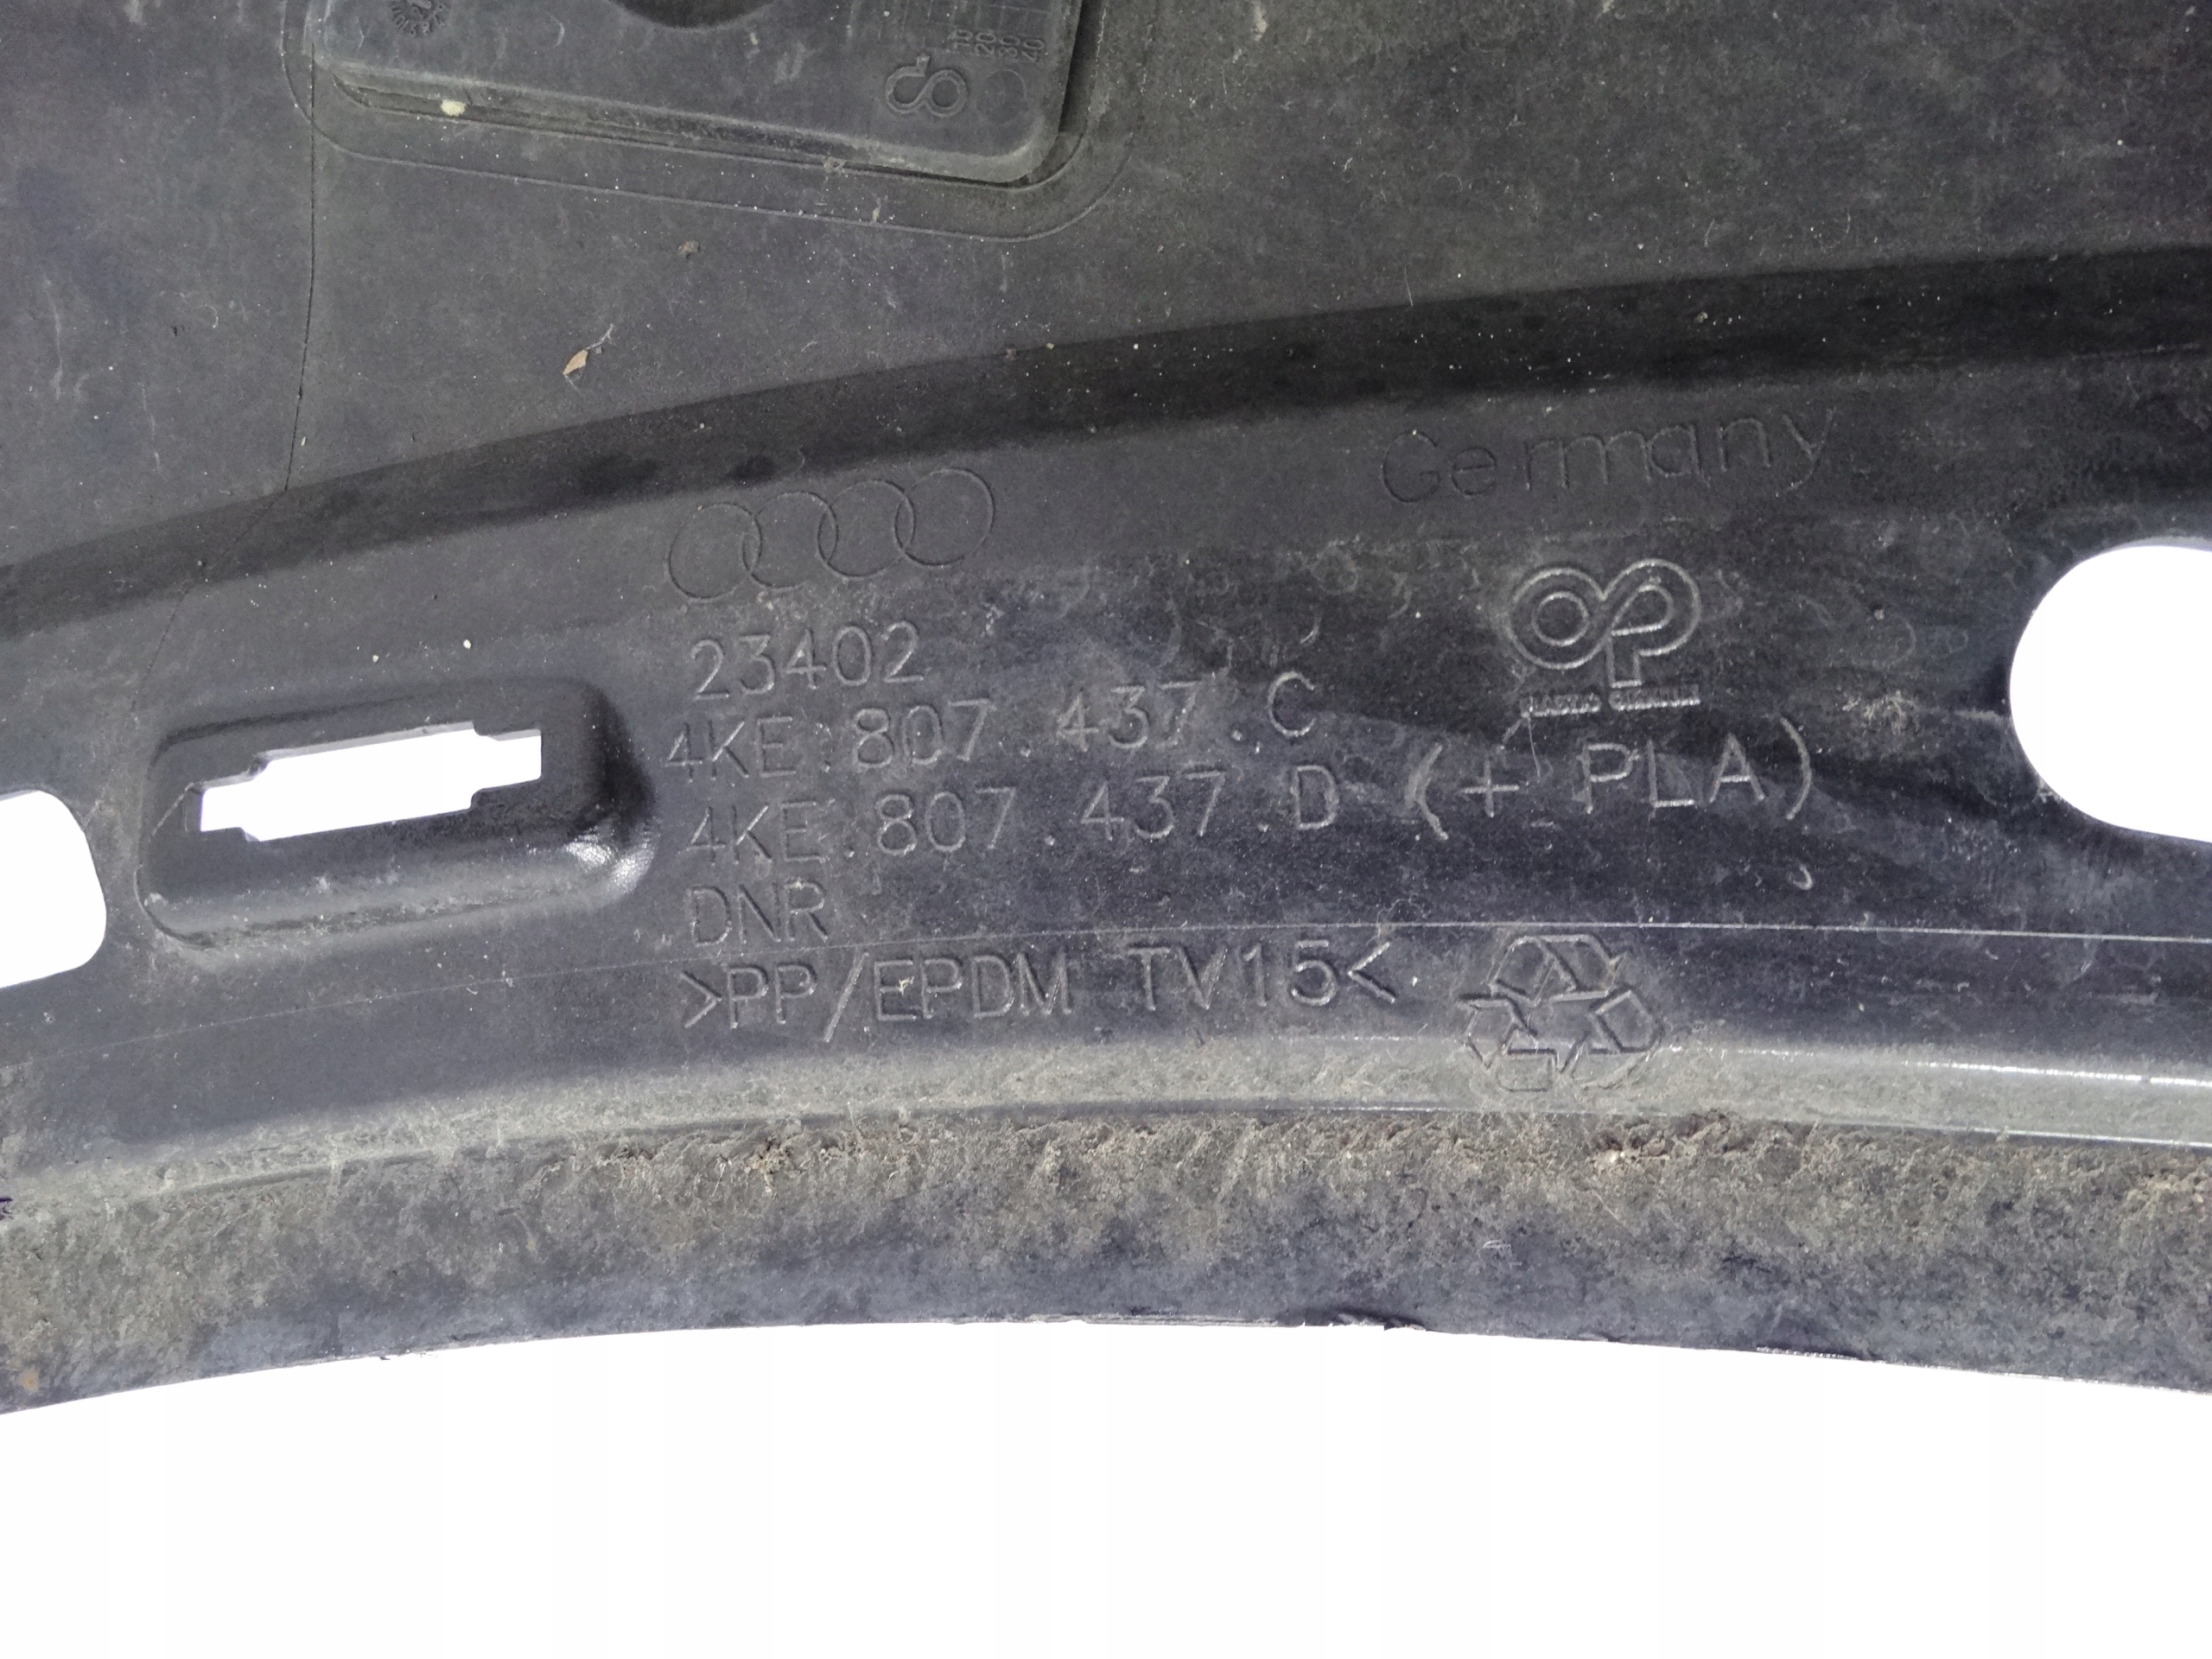 Germany
23402
4KE.807.437.C
4KE.807.437.D (+ PLA)
DNR
>PP/EPDM TV15<